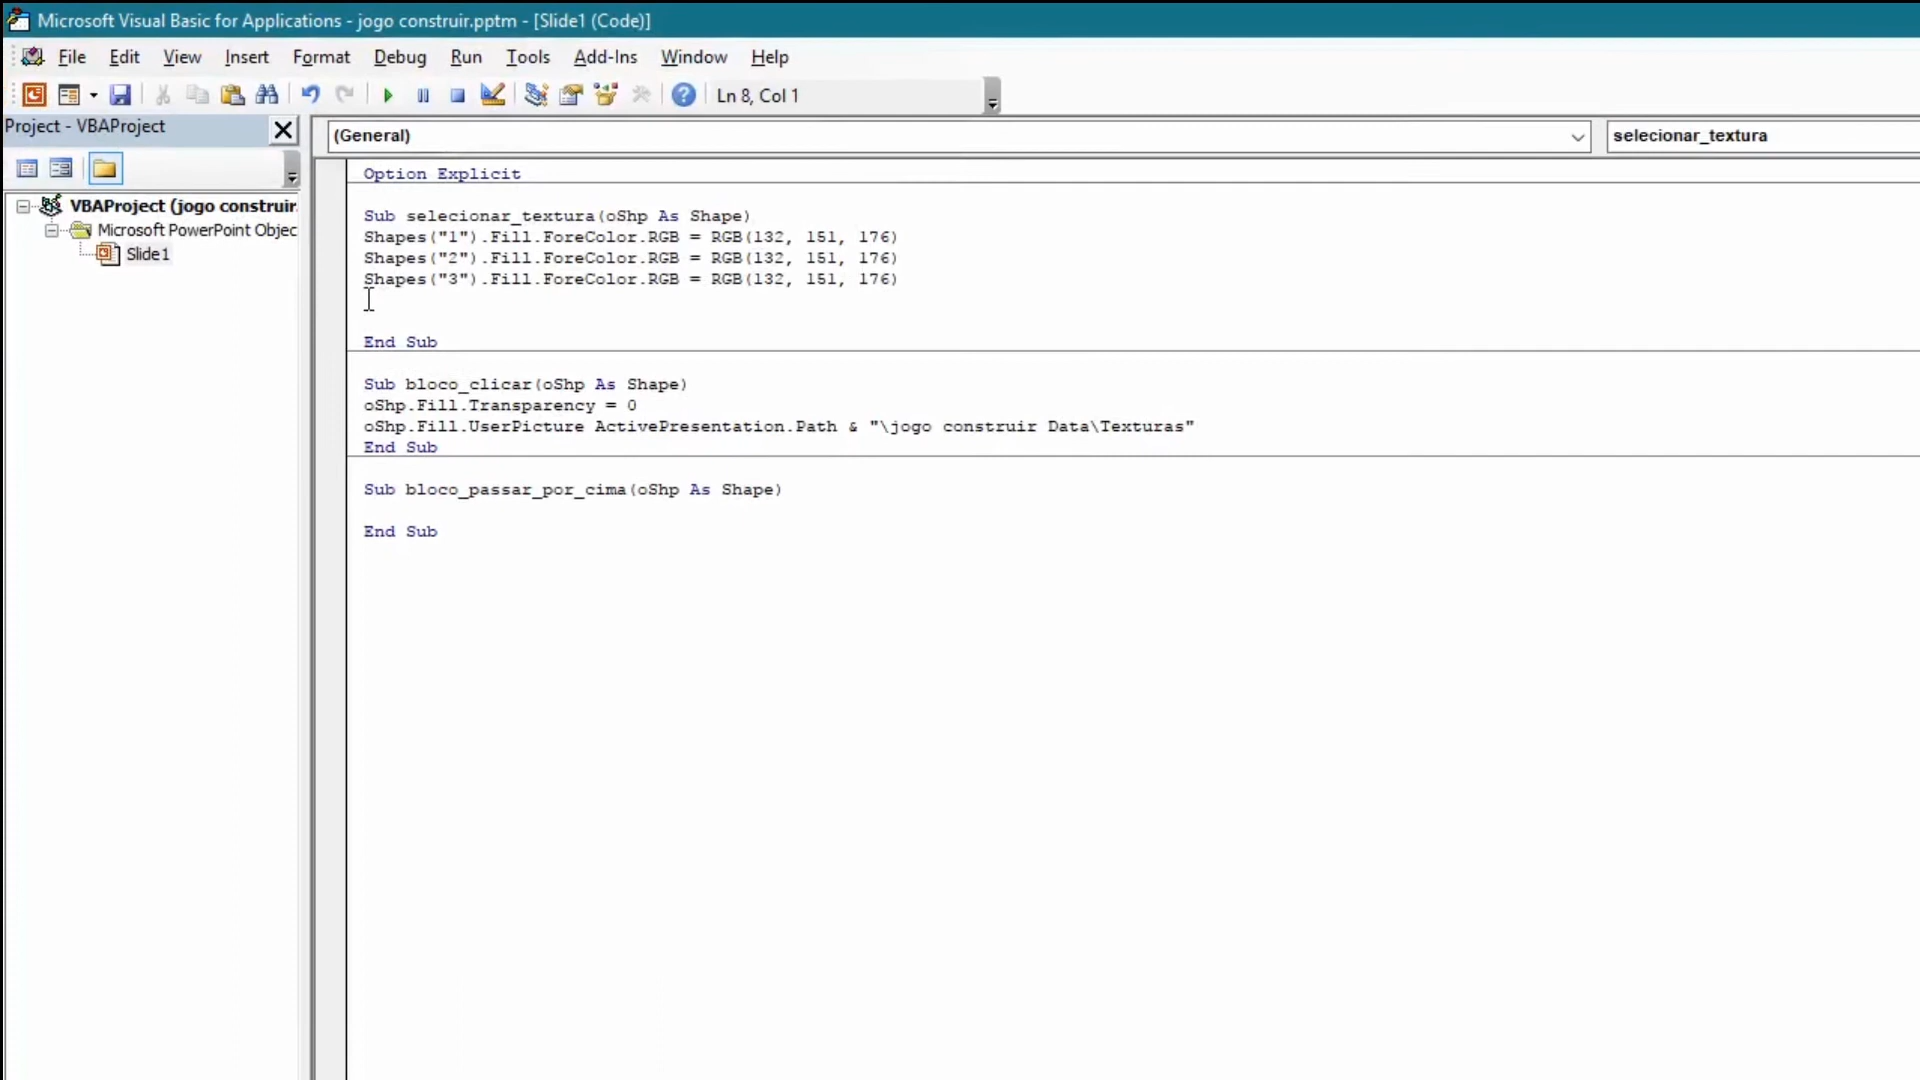 Microsoft Visual Basic for Applications - jogo construir.pptm - [Slide1 (Code)]
File Edit View Insert Format Debug Run Tools Add-Ins Window Help
Ln 8, Col 1
Project - VBAProject
(General)
selecionar_textura
VBAProject (jogo construir.
Microsoft PowerPoint Objec
Slide1
Option Explicit
Sub selecionar_textura(oShp As Shape)
Shapes("1").Fill.ForeColor.RGB = RGB(132, 151, 176)
Shapes("2").Fill.ForeColor.RGB = RGB(132, 151, 176)
Shapes("3").Fill.ForeColor.RGB = RGB(132, 151, 176)
End Sub
Sub bloco_clicar(oShp As Shape)
oShp.Fill.Transparency = 0
oShp.Fill.UserPicture ActivePresentation.Path & "\jogo construir Data\Texturas"
End Sub
Sub bloco_passar_por_cima(oShp As Shape)
End Sub